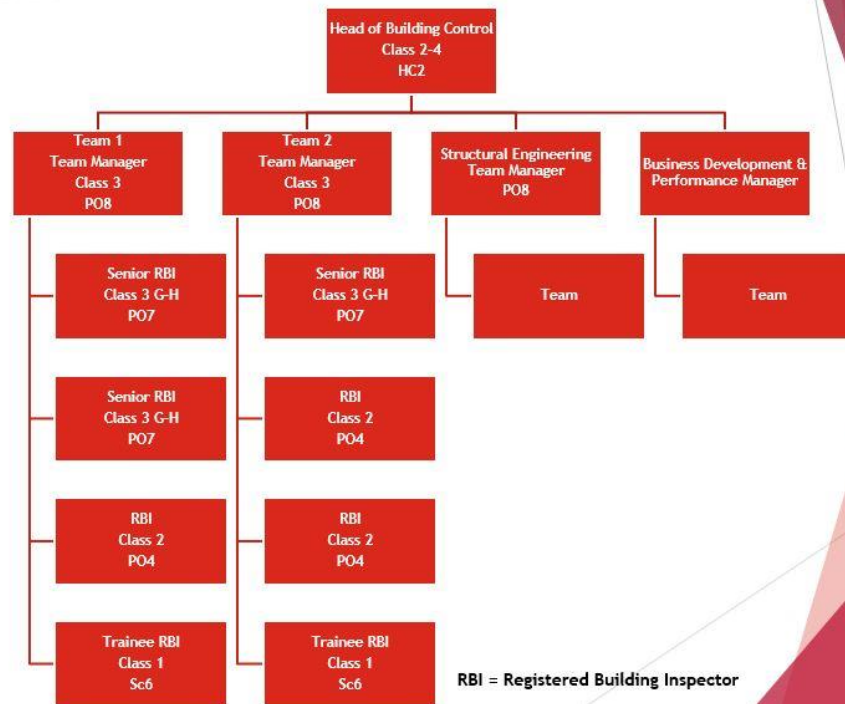 Head of Building Control
Class 2-4
HC2
Team 1
Team Manager
Class 3
PO8
Team 2
Team Manager
Class 3
PO8
Structural Engineering
Team Manager
PO8
Business Development &
Performance Manager
Senior RBI
Class 3 G-H
PO7
Senior RBI
Class 3 G-H
PO7
Team
Team
Senior RBI
Class 3 G-H
PO7
RBI
Class 2
PO4
RBI
Class 2
PO4
RBI
Class 2
PO4
Trainee RBI
Class 1
Sc6
Trainee RBI
Class 1
Sc6
RBI = Registered Building Inspector